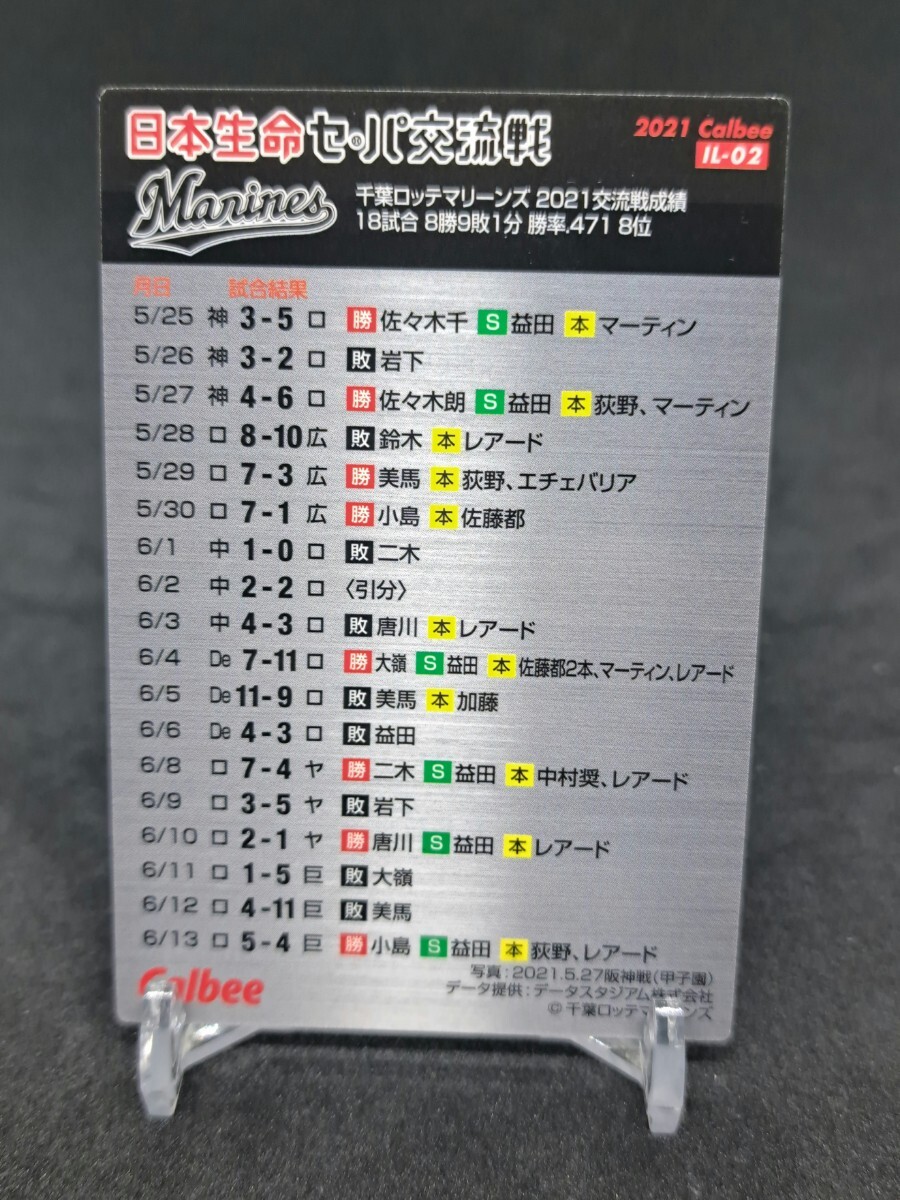 日本生命セ・パ交流戦
2021 Calbee
IL-02
Marines
千葉ロッテマリーンズ 2021交流戦成績
18試合 8勝9敗1分 勝率.471 8位
月日 試合結果
5/25 神 3-5 ロ 勝 佐々木千 S 益田 本 マーティン
5/26 神 3-2 ロ 敗 岩下
5/27 神 4-6 ロ 勝 佐々木朗 S 益田 本 荻野、マーティン
5/28 ロ 8-10 広 敗 鈴木 本 レアード
5/29 ロ 7-3 広 勝 美馬 本 荻野、エチェバリア
5/30 ロ 7-1 広 勝 小島 本 佐藤都
6/1 中 1-0 ロ 敗 二木
6/2 中 2-2 ロ 〈引分〉
6/3 中 4-3 ロ 敗 唐川 本 レアード
6/4 De 7-11 ロ 勝 大嶺 S 益田 本 佐藤都2本、マーティン、レアード
6/5 De 11-9 ロ 敗 美馬 本 加藤
6/6 De 4-3 ロ 敗 益田
6/8 ロ 7-4 ヤ 勝 二木 S 益田 本 中村奨、レアード
6/9 ロ 3-5 ヤ 敗 岩下
6/10 ロ 2-1 ヤ 勝 唐川 S 益田 本 レアード
6/11 ロ 1-5 巨 敗 大嶺
6/12 ロ 4-11 巨 敗 美馬
6/13 ロ 5-4 巨 勝 小島 S 益田 本 荻野、レアード
写真：2021.5.27阪神戦(甲子園)
Calbee
データ提供：データスタジアム株式会社
©千葉ロッテマリーンズ